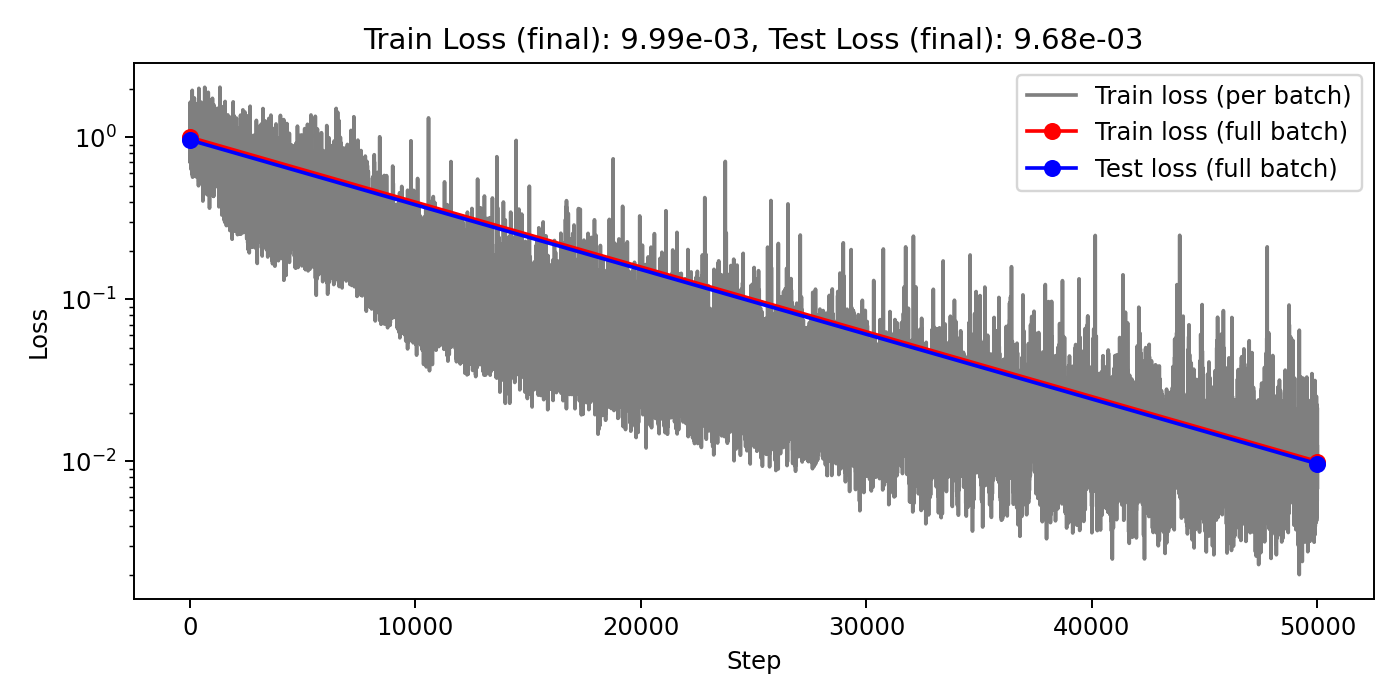 Train Loss (final): 9.99e-03, Test Loss (final): 9.68e-03
Train loss (per batch)
Train loss (full batch)
Test loss (full batch)
Loss
10⁰
10⁻¹
10⁻²
0 10000 20000 30000 40000 50000
Step